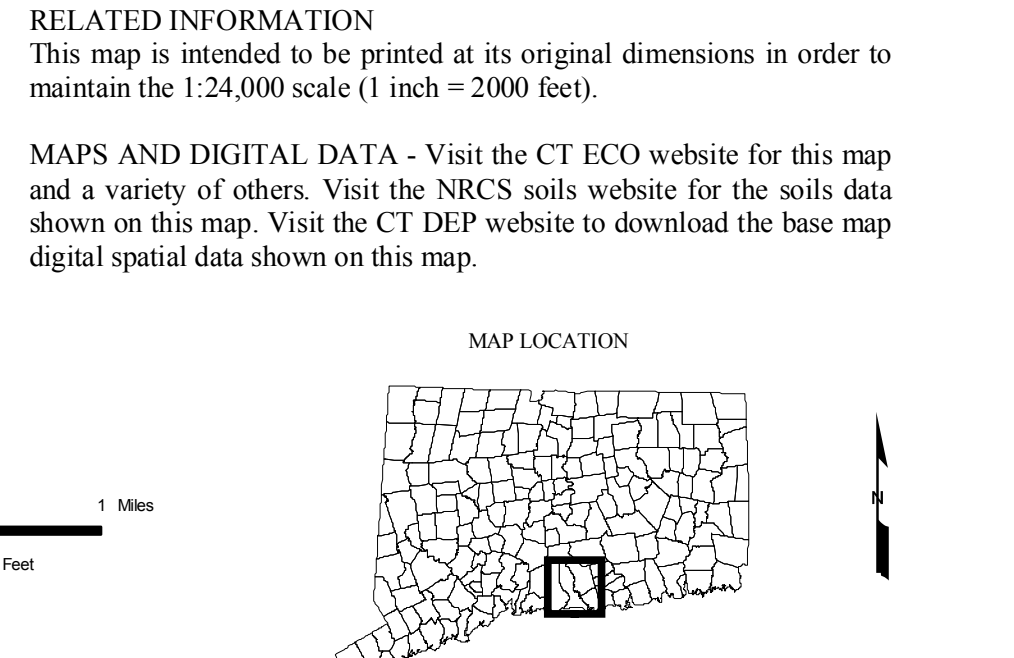 RELATED INFORMATION
This map is intended to be printed at its original dimensions in order to
maintain the 1:24,000 scale (1 inch = 2000 feet).
MAPS AND DIGITAL DATA - Visit the CT ECO website for this map
and a variety of others. Visit the NRCS soils website for the soils data
shown on this map. Visit the CT DEP website to download the base map
digital spatial data shown on this map.
MAP LOCATION
N
1 Miles
Feet